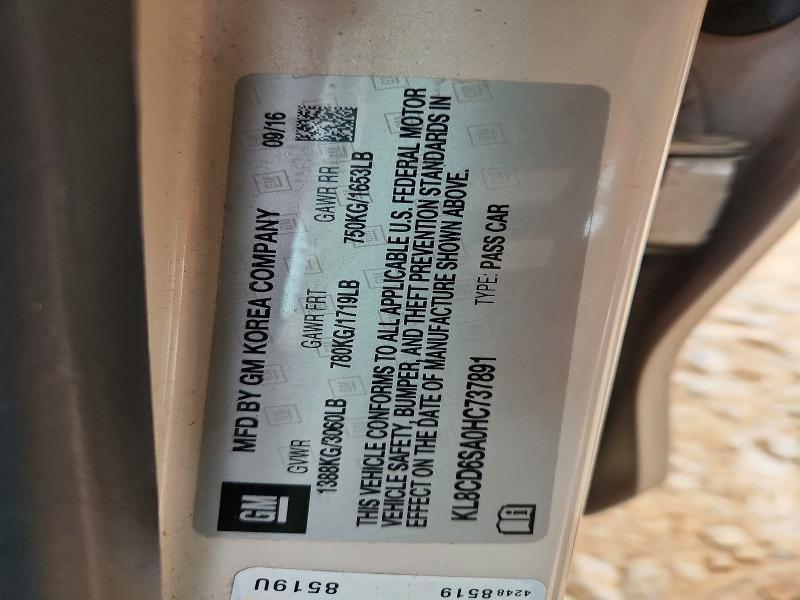 GM
MFD BY GM KOREA COMPANY 09/16
GVWR GAWR FRT GAWR RR
1388KG/3060LB 780KG/1719LB 750KG/1653LB
THIS VEHICLE CONFORMS TO ALL APPLICABLE U.S. FEDERAL MOTOR
VEHICLE SAFETY, BUMPER, AND THEFT PREVENTION STANDARDS IN
EFFECT ON THE DATE OF MANUFACTURE SHOWN ABOVE.
KL8CD6SA0HC737891 TYPE: PASS CAR
8519U
4248 8519